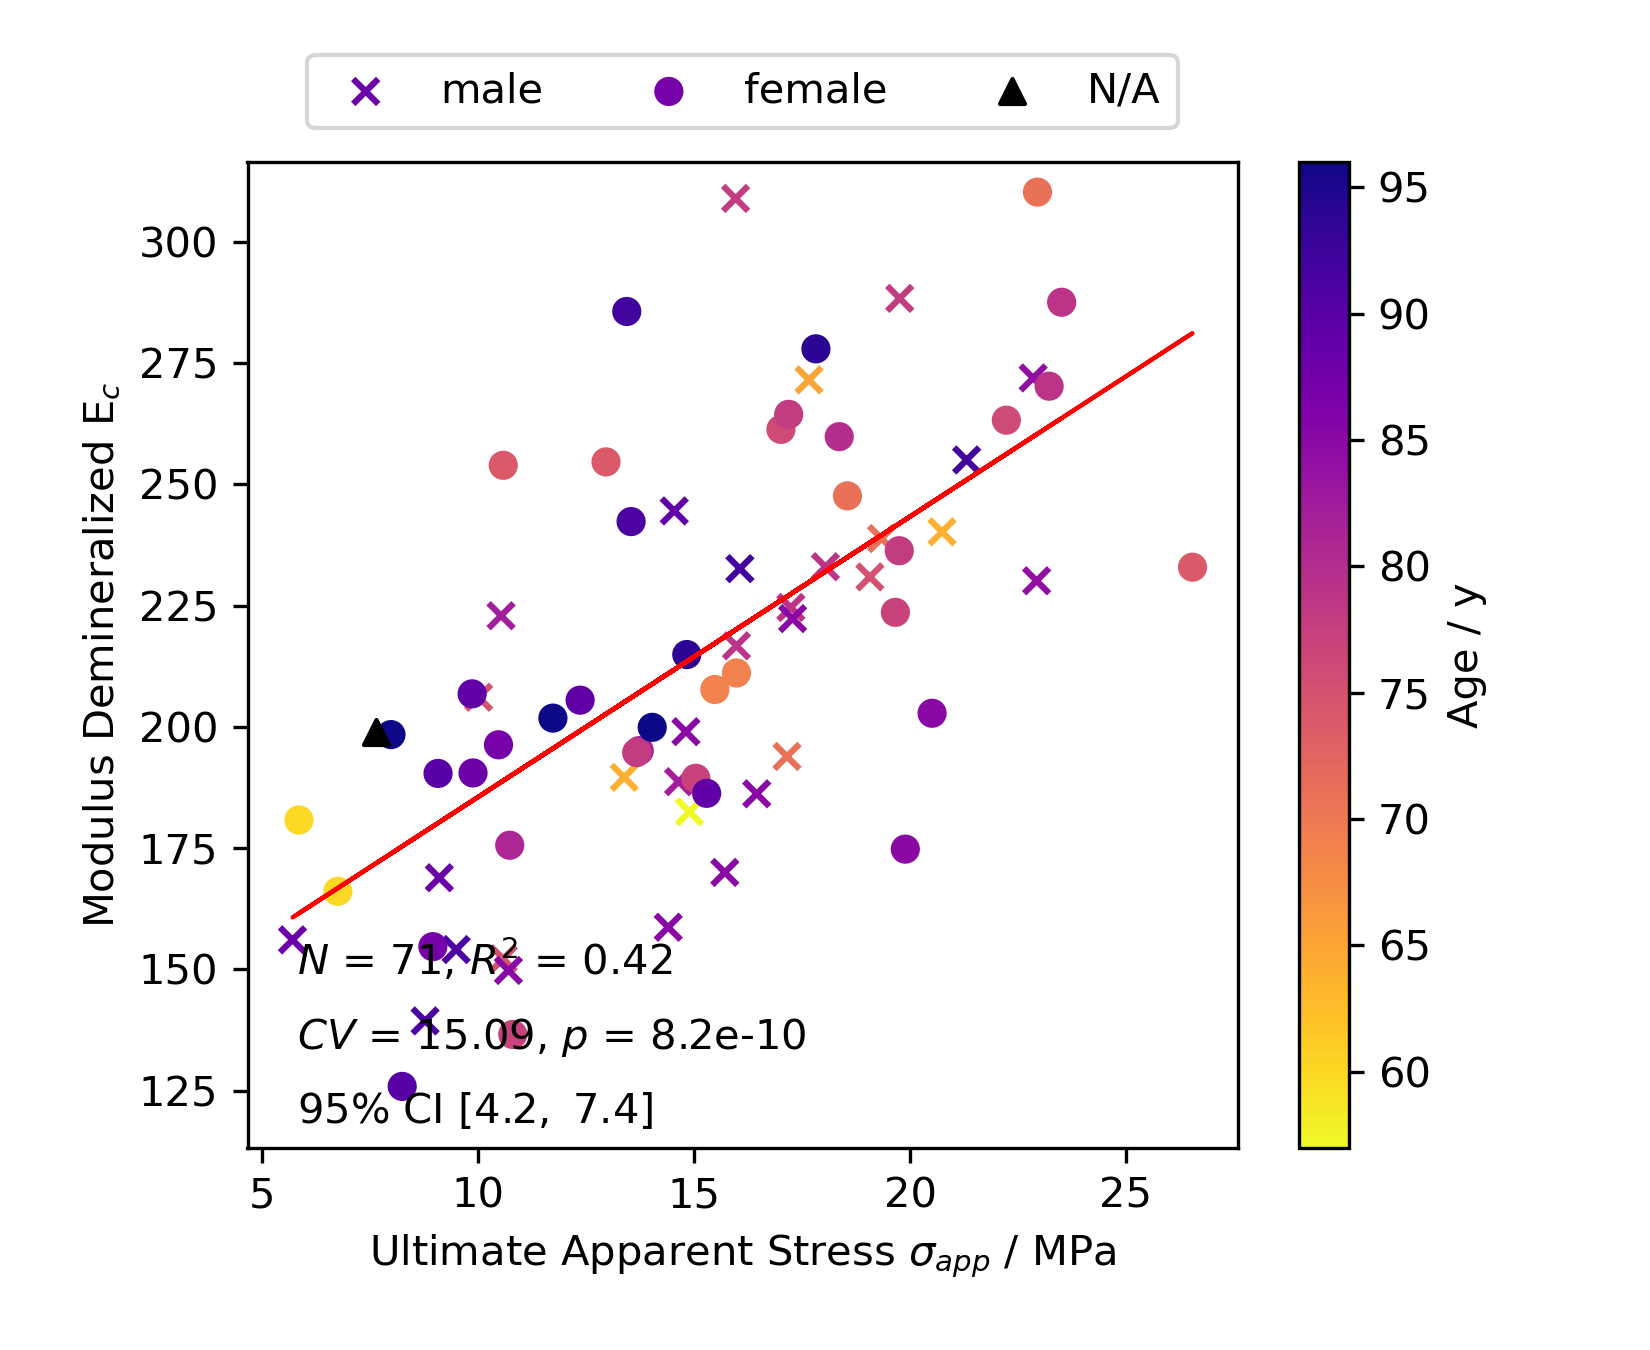 male female N/A
300
275
250
225
200
175
150
125
Modulus Demineralized E_c
N = 71, R² = 0.42
CV = 15.09, p = 8.2e-10
95% CI [4.2, 7.4]
5 10 15 20 25
Ultimate Apparent Stress σ_app / MPa
95
90
85
80
75
70
65
60
Age / y